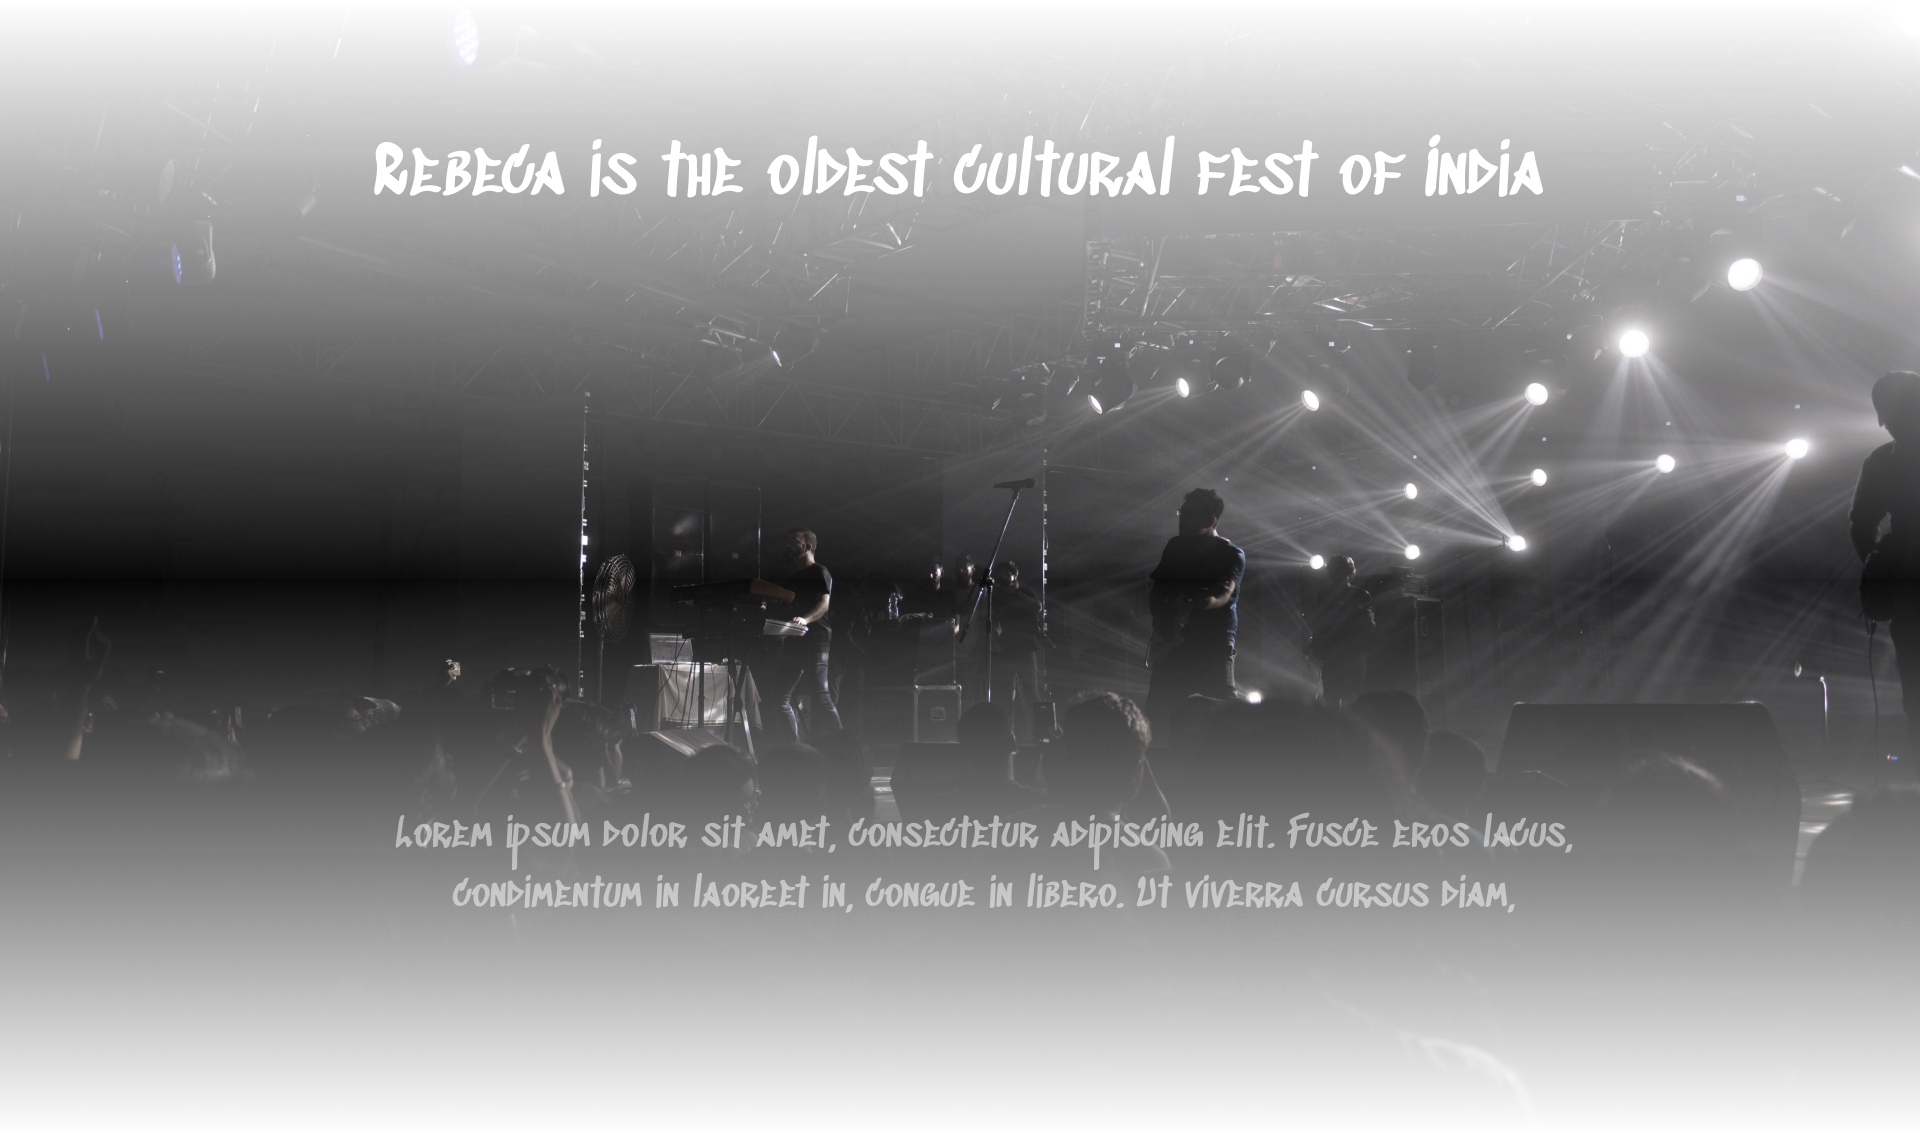 Rebeca is the oldest cultural fest of India
Lorem ipsum dolor sit amet, consectetur adipiscing elit. Fusce eros lacus,
condimentum in laoreet in, congue in libero. Ut viverra cursus diam,